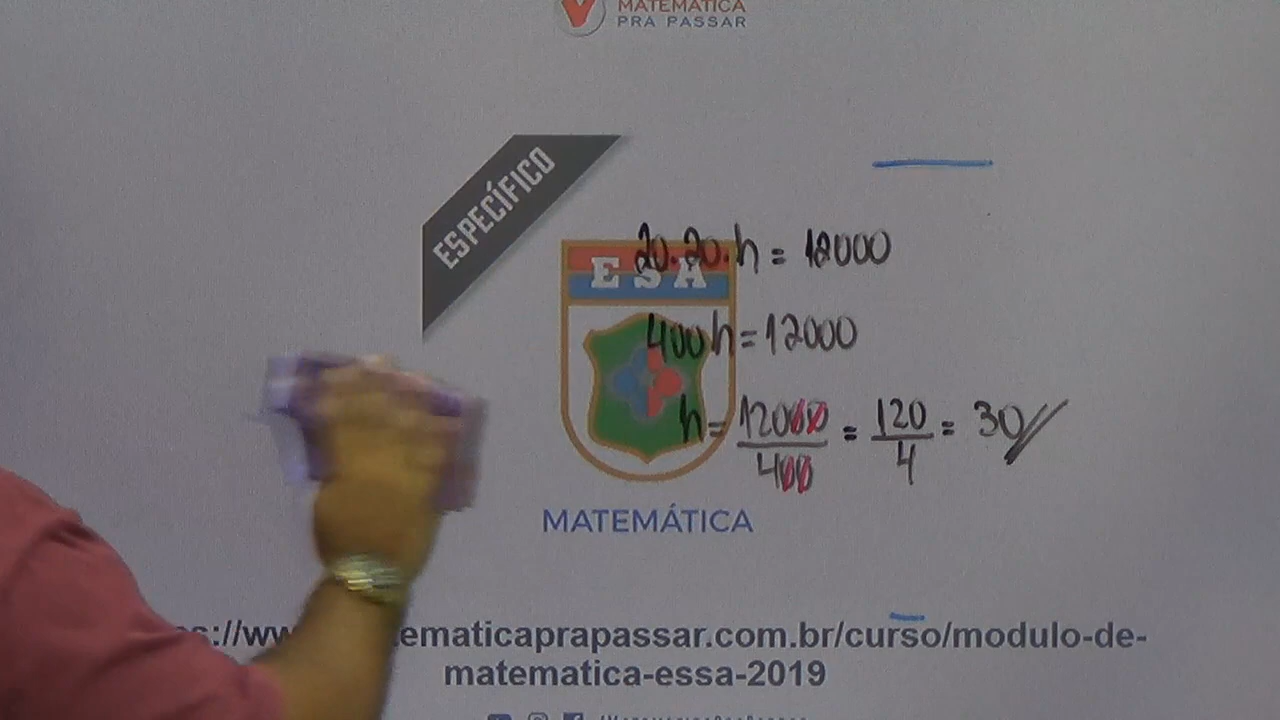 MATEMÁTICA
PRA PASSAR
ESPECÍFICO
ESA
20.20.h = 12000
400h = 12000
h = 12000/400 = 120/4 = 30//
MATEMÁTICA
ematicaprapassar.com.br/curso/modulo-de-
matematica-essa-2019